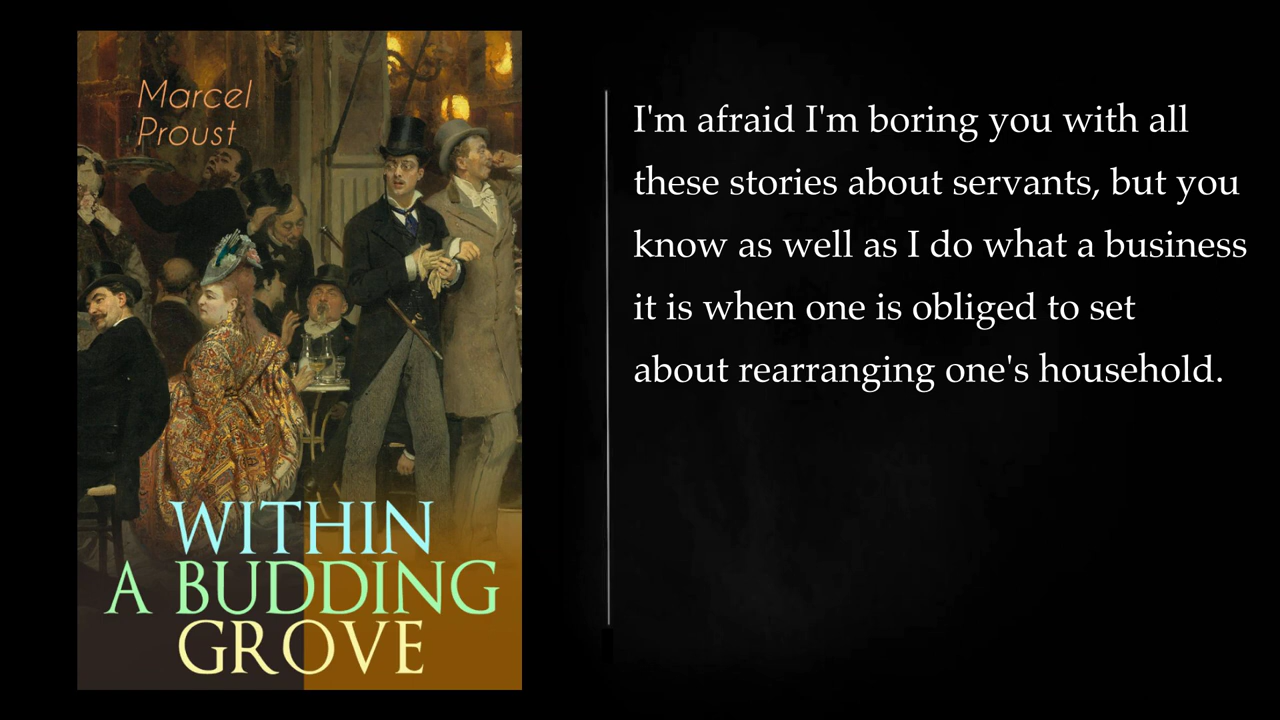 Marcel
Proust
WITHIN
A BUDDING
GROVE
I'm afraid I'm boring you with all
these stories about servants, but you
know as well as I do what a business
it is when one is obliged to set
about rearranging one's household.